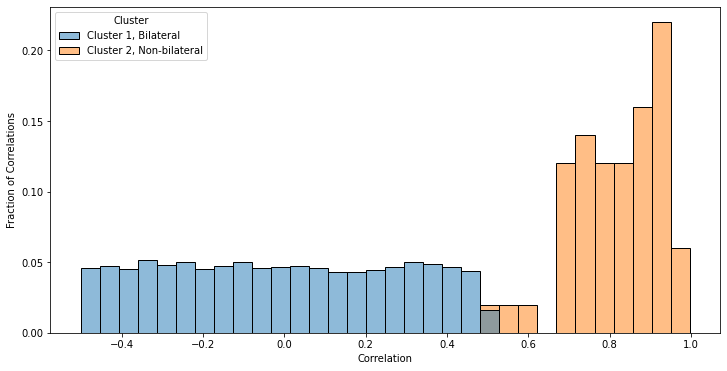 Cluster
Cluster 1, Bilateral
Cluster 2, Non-bilateral
Fraction of Correlations
0.20
0.15
0.10
0.05
0.00
−0.4 −0.2 0.0 0.2 0.4 0.6 0.8 1.0
Correlation